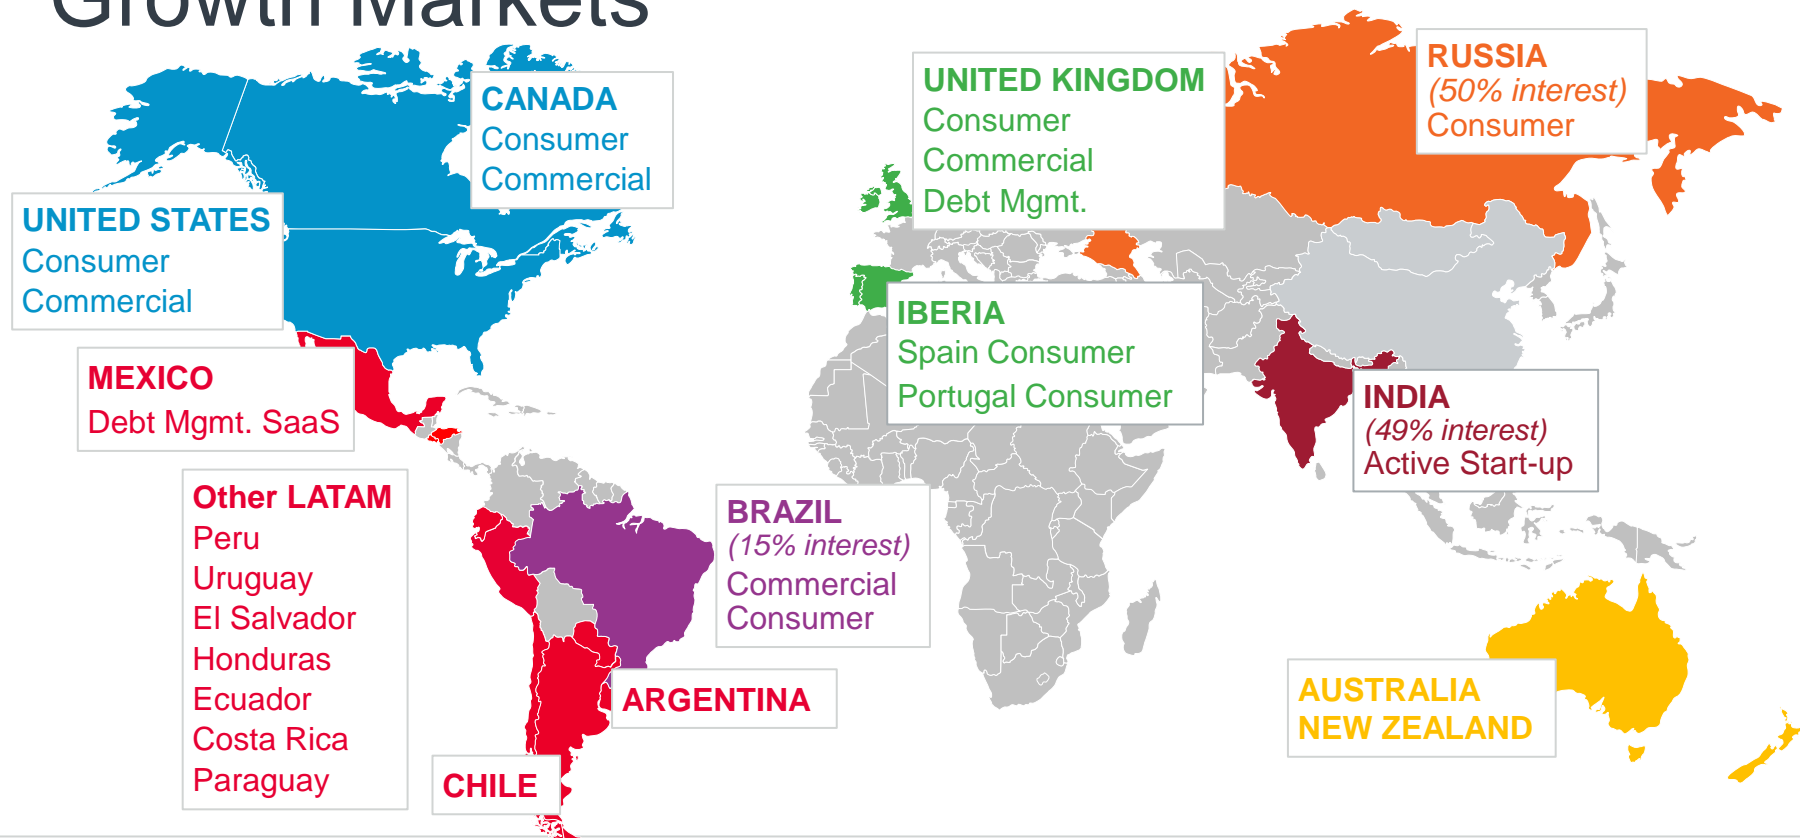 Growth Markets
CANADA
Consumer
Commercial
UNITED STATES
Consumer
Commercial
MEXICO
Debt Mgmt. SaaS
Other LATAM
Peru
Uruguay
El Salvador
Honduras
Ecuador
Costa Rica
Paraguay
CHILE
ARGENTINA
BRAZIL
(15% interest)
Commercial
Consumer
UNITED KINGDOM
Consumer
Commercial
Debt Mgmt.
IBERIA
Spain Consumer
Portugal Consumer
RUSSIA
(50% interest)
Consumer
INDIA
(49% interest)
Active Start-up
AUSTRALIA
NEW ZEALAND